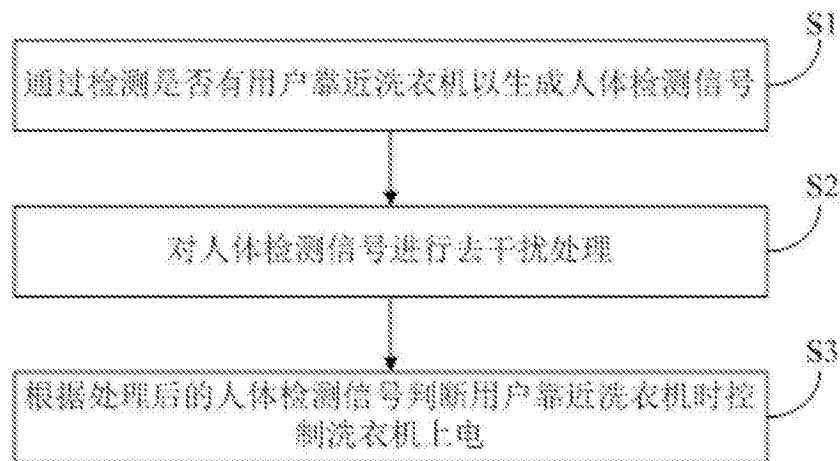 S1
通过检测是否有用户靠近洗衣机以生成人体检测信号
S2
对人体检测信号进行去干扰处理
S3
根据处理后的人体检测信号判断用户靠近洗衣机时控
制洗衣机上电